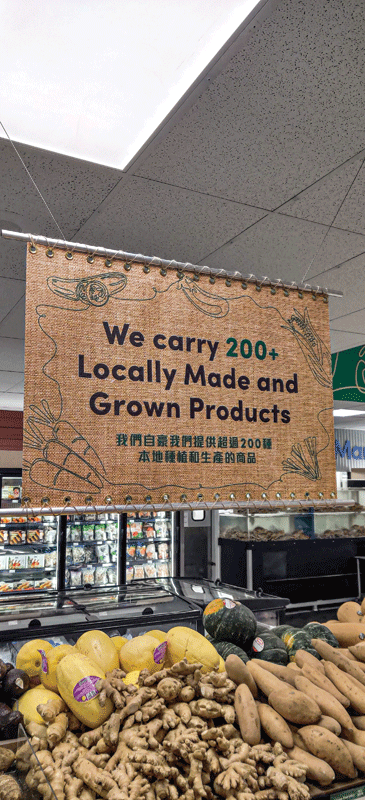 We carry 200+
Locally Made and
Grown Products
我們自豪我們提供超過200種
本地種植和生產的商品
Mar